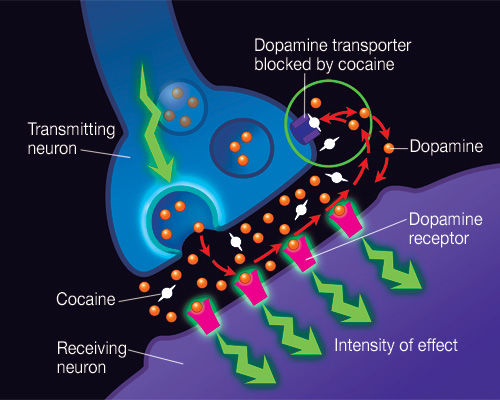 Dopamine transporter
blocked by cocaine
Transmitting
neuron
Dopamine
Dopamine
receptor
Cocaine
Receiving
neuron
Intensity of effect